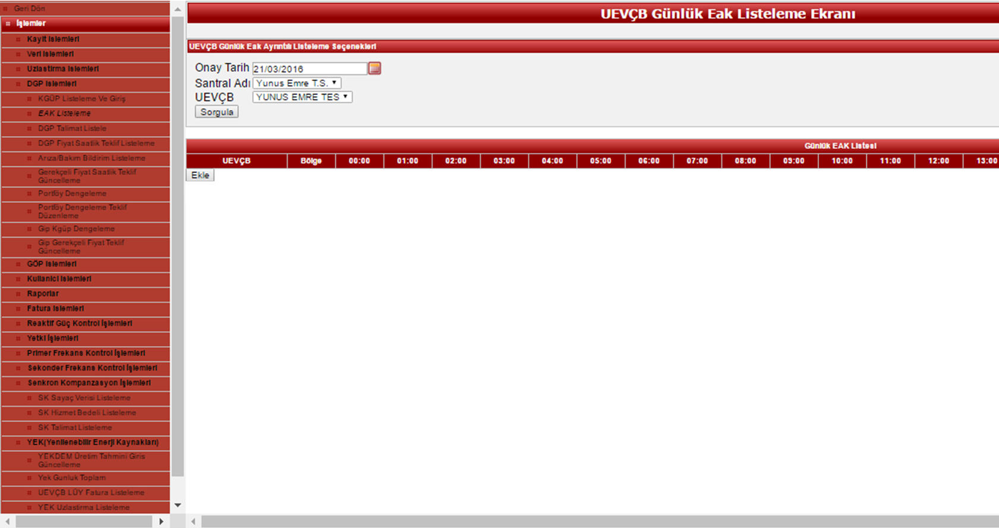 Geri Dön
İşlemler
Kayit Islemleri
Veri Islemleri
Uzlastirma Islemleri
DGP Islemleri
KGÜP Listeleme Ve Giriş
EAK Listeleme
DGP Talimat Listele
DGP Fiyat Saatlik Teklif Listeleme
Arıza/Bakım Bildirim Listeleme
Gerekçeli Fiyat Saatlik Teklif
Güncelleme
Portföy Dengeleme
Portföy Dengeleme Teklif
Düzenleme
Gip Kgüp Dengeleme
Gip Gerekçeli Fiyat Teklif
Güncelleme
GÖP Islemleri
Kullanici Islemleri
Raporlar
Fatura Islemleri
Reaktif Güç Kontrol İşlemleri
Yetki İşlemleri
Primer Frekans Kontrol İşlemleri
Sekonder Frekans Kontrol İşlemleri
Senkron Kompanzasyon İşlemleri
SK Sayaç Verisi Listeleme
SK Hizmet Bedeli Listeleme
SK Talimat Listeleme
YEK(Yenilenebilir Enerji Kaynakları)
YEKDEM Üretim Tahmini Giris
Güncelleme
Yek Gunluk Toplam
UEVÇB LÜY Fatura Listeleme
YEK Uzlastirma Listeleme
UEVÇB Günlük Eak Listeleme Ekranı
UEVÇB Günlük Eak Ayrıntılı Listeleme Seçenekleri
Onay Tarih 21/03/2016
Santral Adı Yunus Emre T.S.
UEVÇB YUNUS EMRE TES
Sorgula
Günlük EAK Listesi
UEVÇB Bölge 00:00 01:00 02:00 03:00 04:00 05:00 06:00 07:00 08:00 09:00 10:00 11:00 12:00 13:00
Ekle